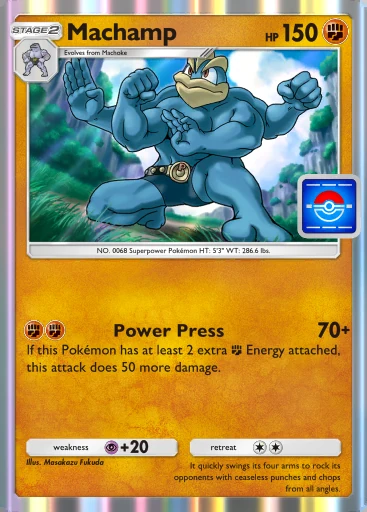 STAGE 2
Machamp
HP 150
Evolves from Machoke
NO. 0068 Superpower Pokémon HT: 5'3" WT: 286.6 lbs.
Power Press 70+
If this Pokémon has at least 2 extra Energy attached,
this attack does 50 more damage.
weakness +20
retreat
Illus. Masakazu Fukuda
It quickly swings its four arms to rock its
opponents with ceaseless punches and chops
from all angles.